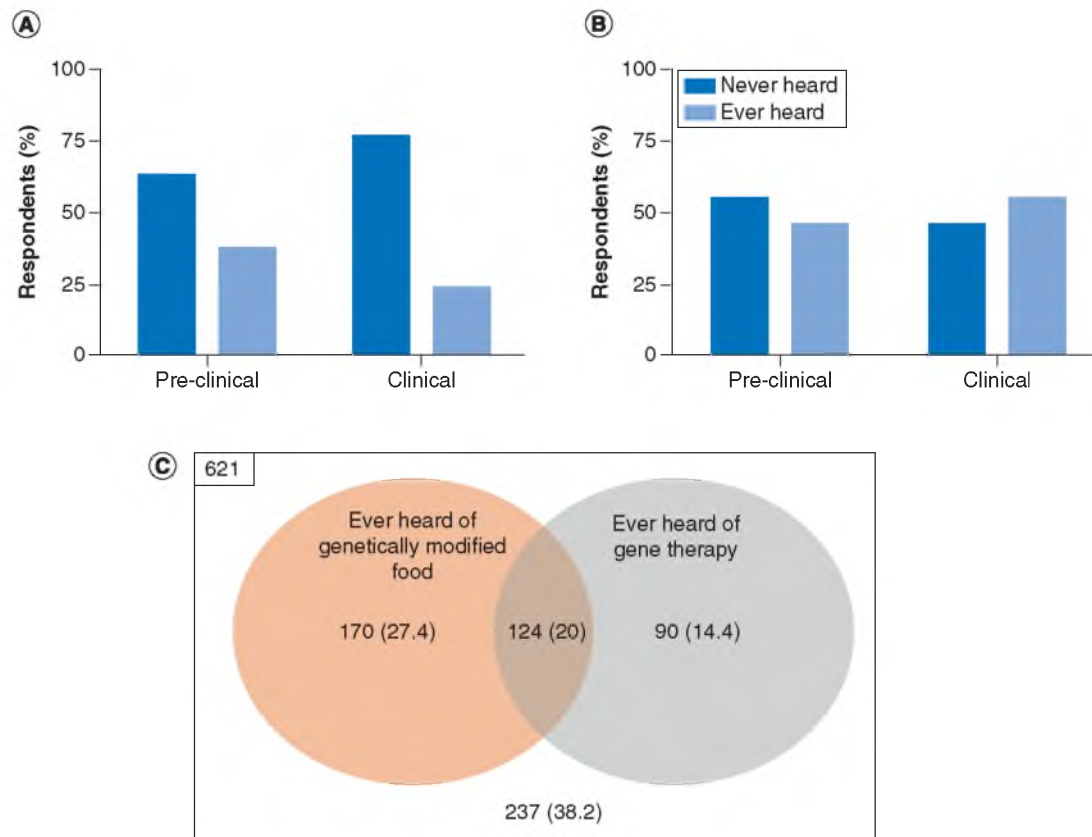 A
B
100
75
50
25
0
Respondents (%)
Pre-clinical
Clinical
100
75
50
25
0
Respondents (%)
Never heard
Ever heard
Pre-clinical
Clinical
C
621
Ever heard of
genetically modified
food
Ever heard of
gene therapy
170 (27.4)
124 (20)
90 (14.4)
237 (38.2)